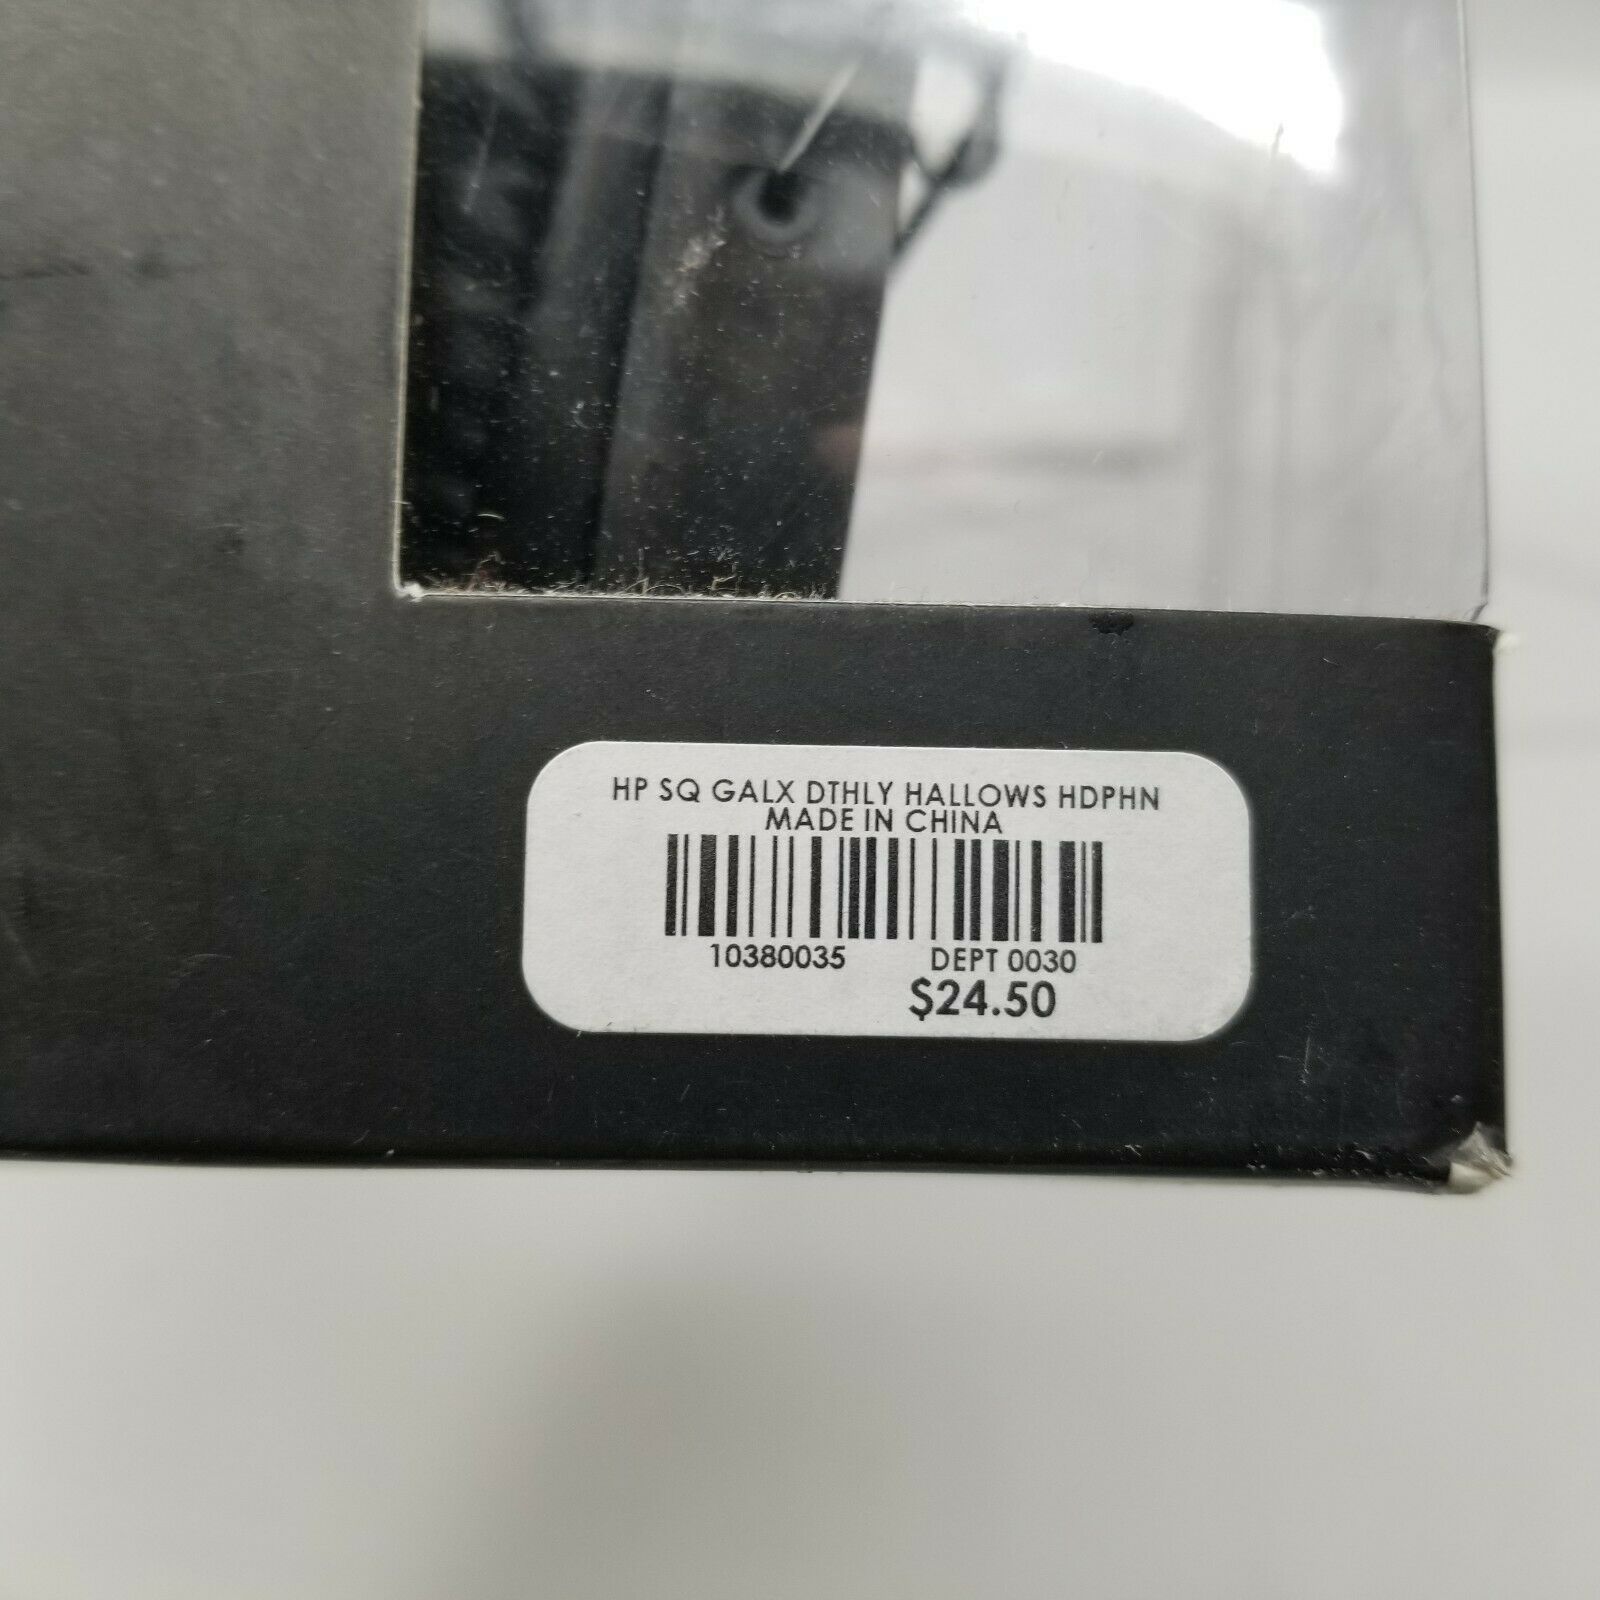 HP SQ GALX DTHLY HALLOWS HDPHN
MADE IN CHINA
10380035 DEPT 0030
$24.50